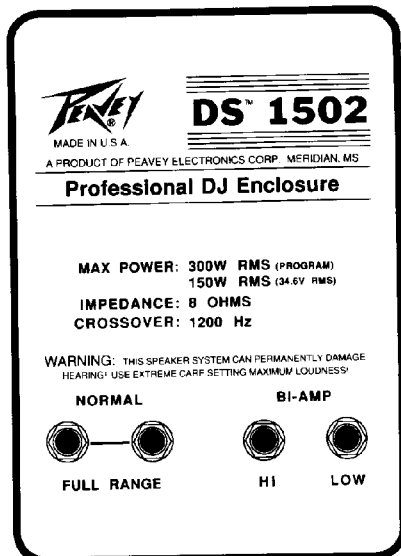 PEAVEY®
DS™ 1502
MADE IN U.S.A.
A PRODUCT OF PEAVEY ELECTRONICS CORP. MERIDIAN, MS
Professional DJ Enclosure
MAX POWER: 300W RMS (PROGRAM)
150W RMS (34.6V RMS)
IMPEDANCE: 8 OHMS
CROSSOVER: 1200 Hz
WARNING: THIS SPEAKER SYSTEM CAN PERMANENTLY DAMAGE
HEARING! USE EXTREME CARE SETTING MAXIMUM LOUDNESS!
NORMAL BI-AMP
FULL RANGE HI LOW